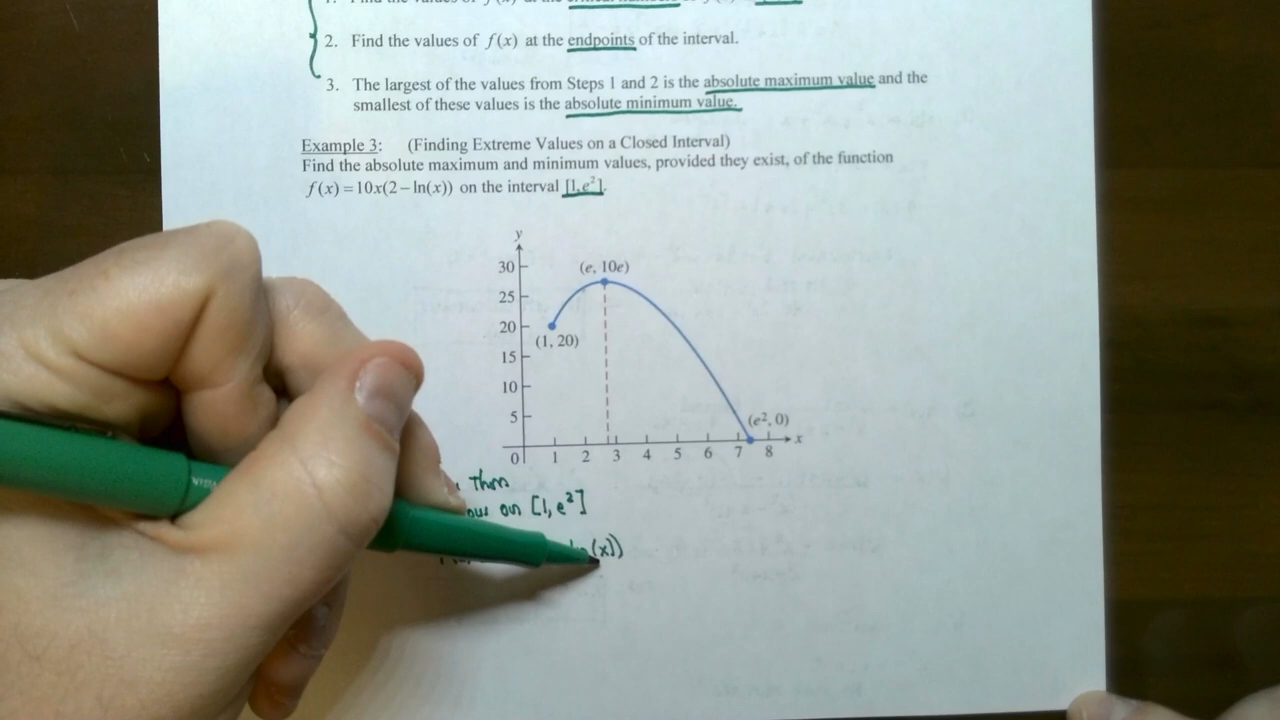 2. Find the values of f(x) at the endpoints of the interval.
3. The largest of the values from Steps 1 and 2 is the absolute maximum value and the
smallest of these values is the absolute minimum value.
Example 3: (Finding Extreme Values on a Closed Interval)
Find the absolute maximum and minimum values, provided they exist, of the function
f(x) = 10x(2 − ln(x)) on the interval [1, e²].
y
30
(e, 10e)
25
20
(1, 20)
15
10
5
(e², 0)
x
0 1 2 3 4 5 6 7 8
on [1, e²]
(x))